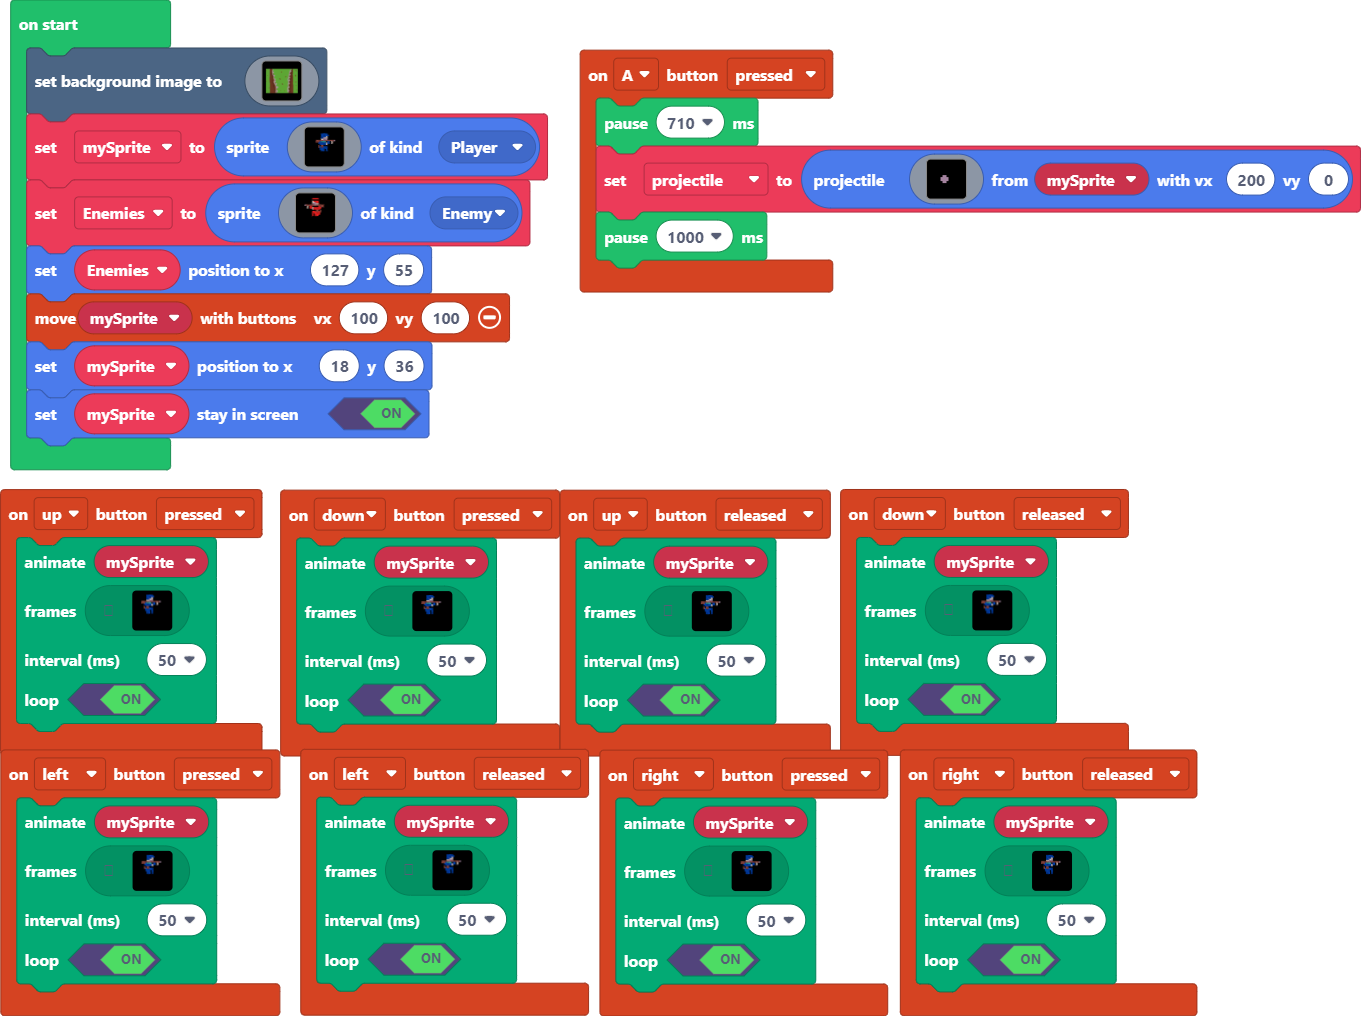 on start
set background image to
set mySprite to sprite of kind Player
set Enemies to sprite of kind Enemy
set Enemies position to x 127 y 55
move mySprite with buttons vx 100 vy 100
set mySprite position to x 18 y 36
set mySprite stay in screen ON
on A button pressed
pause 710 ms
set projectile to projectile from mySprite with vx 200 vy 0
pause 1000 ms
on up button pressed
animate mySprite
frames
interval (ms) 50
loop ON
on down button pressed
animate mySprite
frames
interval (ms) 50
loop ON
on up button released
animate mySprite
frames
interval (ms) 50
loop ON
on down button released
animate mySprite
frames
interval (ms) 50
loop ON
on left button pressed
animate mySprite
frames
interval (ms) 50
loop ON
on left button released
animate mySprite
frames
interval (ms) 50
loop ON
on right button pressed
animate mySprite
frames
interval (ms) 50
loop ON
on right button released
animate mySprite
frames
interval (ms) 50
loop ON